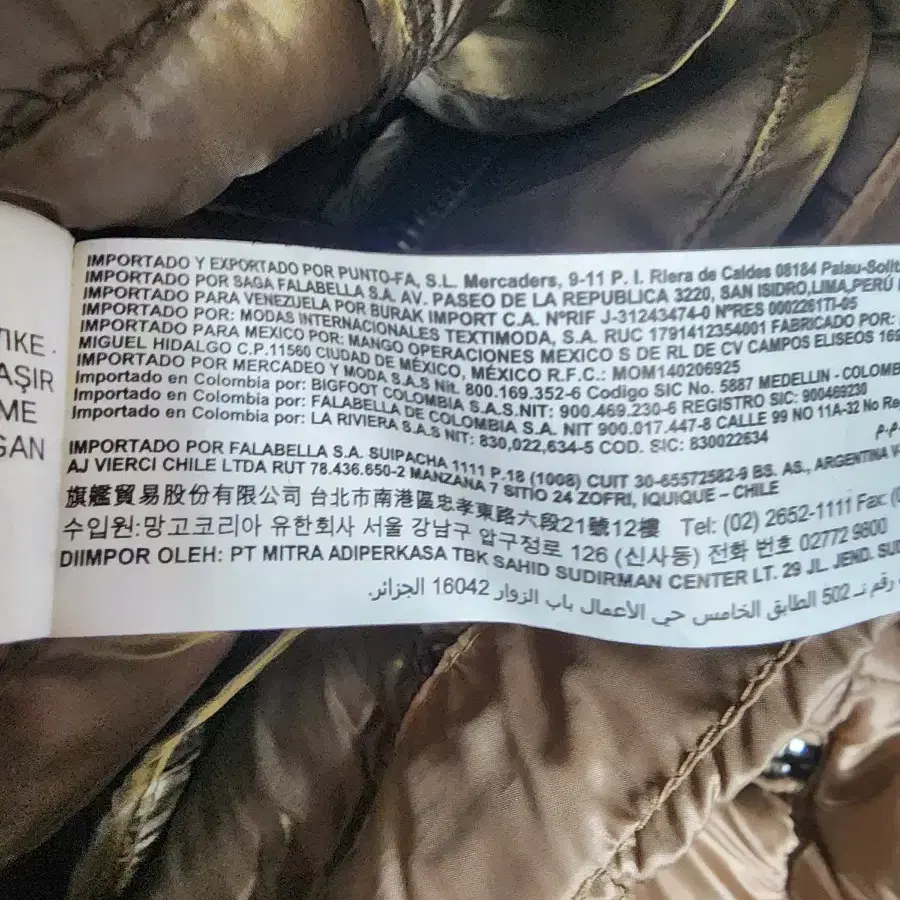 ΠΙΚΕ ·
AŞIR
ME
GAN
IMPORTADO Y EXPORTADO POR PUNTO-FA, S.L. Mercaders, 9-11 P. I. Riera de Caldes 08184 Palau-Solit
IMPORTADO POR SAGA FALABELLA S.A. AV. PASEO DE LA REPUBLICA 3220, SAN ISIDRO,LIMA,PERÚ
IMPORTADO PARA VENEZUELA POR BURAK IMPORT C.A. NºRIF J-31243474-0 NºRES 0002261TI-05
IMPORTADO POR: MODAS INTERNACIONALES TEXTIMODA, S.A. RUC 1791412354001 FABRICADO POR:
IMPORTADO PARA MEXICO POR: MANGO OPERACIONES MEXICO S DE RL DE CV CAMPOS ELISEOS 169
MIGUEL HIDALGO C.P.11560 CIUDAD DE MÉXICO, MÉXICO R.F.C.: MOM140206925
IMPORTADO POR MERCADEO Y MODA S.A.S Nit. 800.169.352-6 Codigo SIC No. 5887 MEDELLIN - COLOMB
Importado en Colombia por: BIGFOOT COLOMBIA S.A.S.NIT: 900.469.230-6 REGISTRO SIC: 900469230
Importado en Colombia por: FALABELLA DE COLOMBIA S.A. NIT 900.017.447-8 CALLE 99 NO 11A-32 No Re
Importado en Colombia por: LA RIVIERA S.A.S NIT: 830,022,634-5 COD. SIC: 830022634
م.م
IMPORTADO POR FALABELLA S.A. SUIPACHA 1111 P.18 (1008) CUIT 30-65572582-9 BS. AS., ARGENTINA
AJ VIERCI CHILE LTDA RUT 78.436.650-2 MANZANA 7 SITIO 24 ZOFRI, IQUIQUE – CHILE
旗艦貿易股份有限公司 台北市南港區忠孝東路六段21號12樓 Tel: (02) 2652-1111 Fax: (
수입원:망고코리아 유한회사 서울 강남구 압구정로 126 (신사동) 전화 번호 02772 9800
DIIMPOR OLEH: PT MITRA ADIPERKASA TBK SAHID SUDIRMAN CENTER LT. 29 JL. JEND. SUD
رقم نـ 502 الطابق الخامس حي الأعمال باب الزوار 16042 الجزائر.